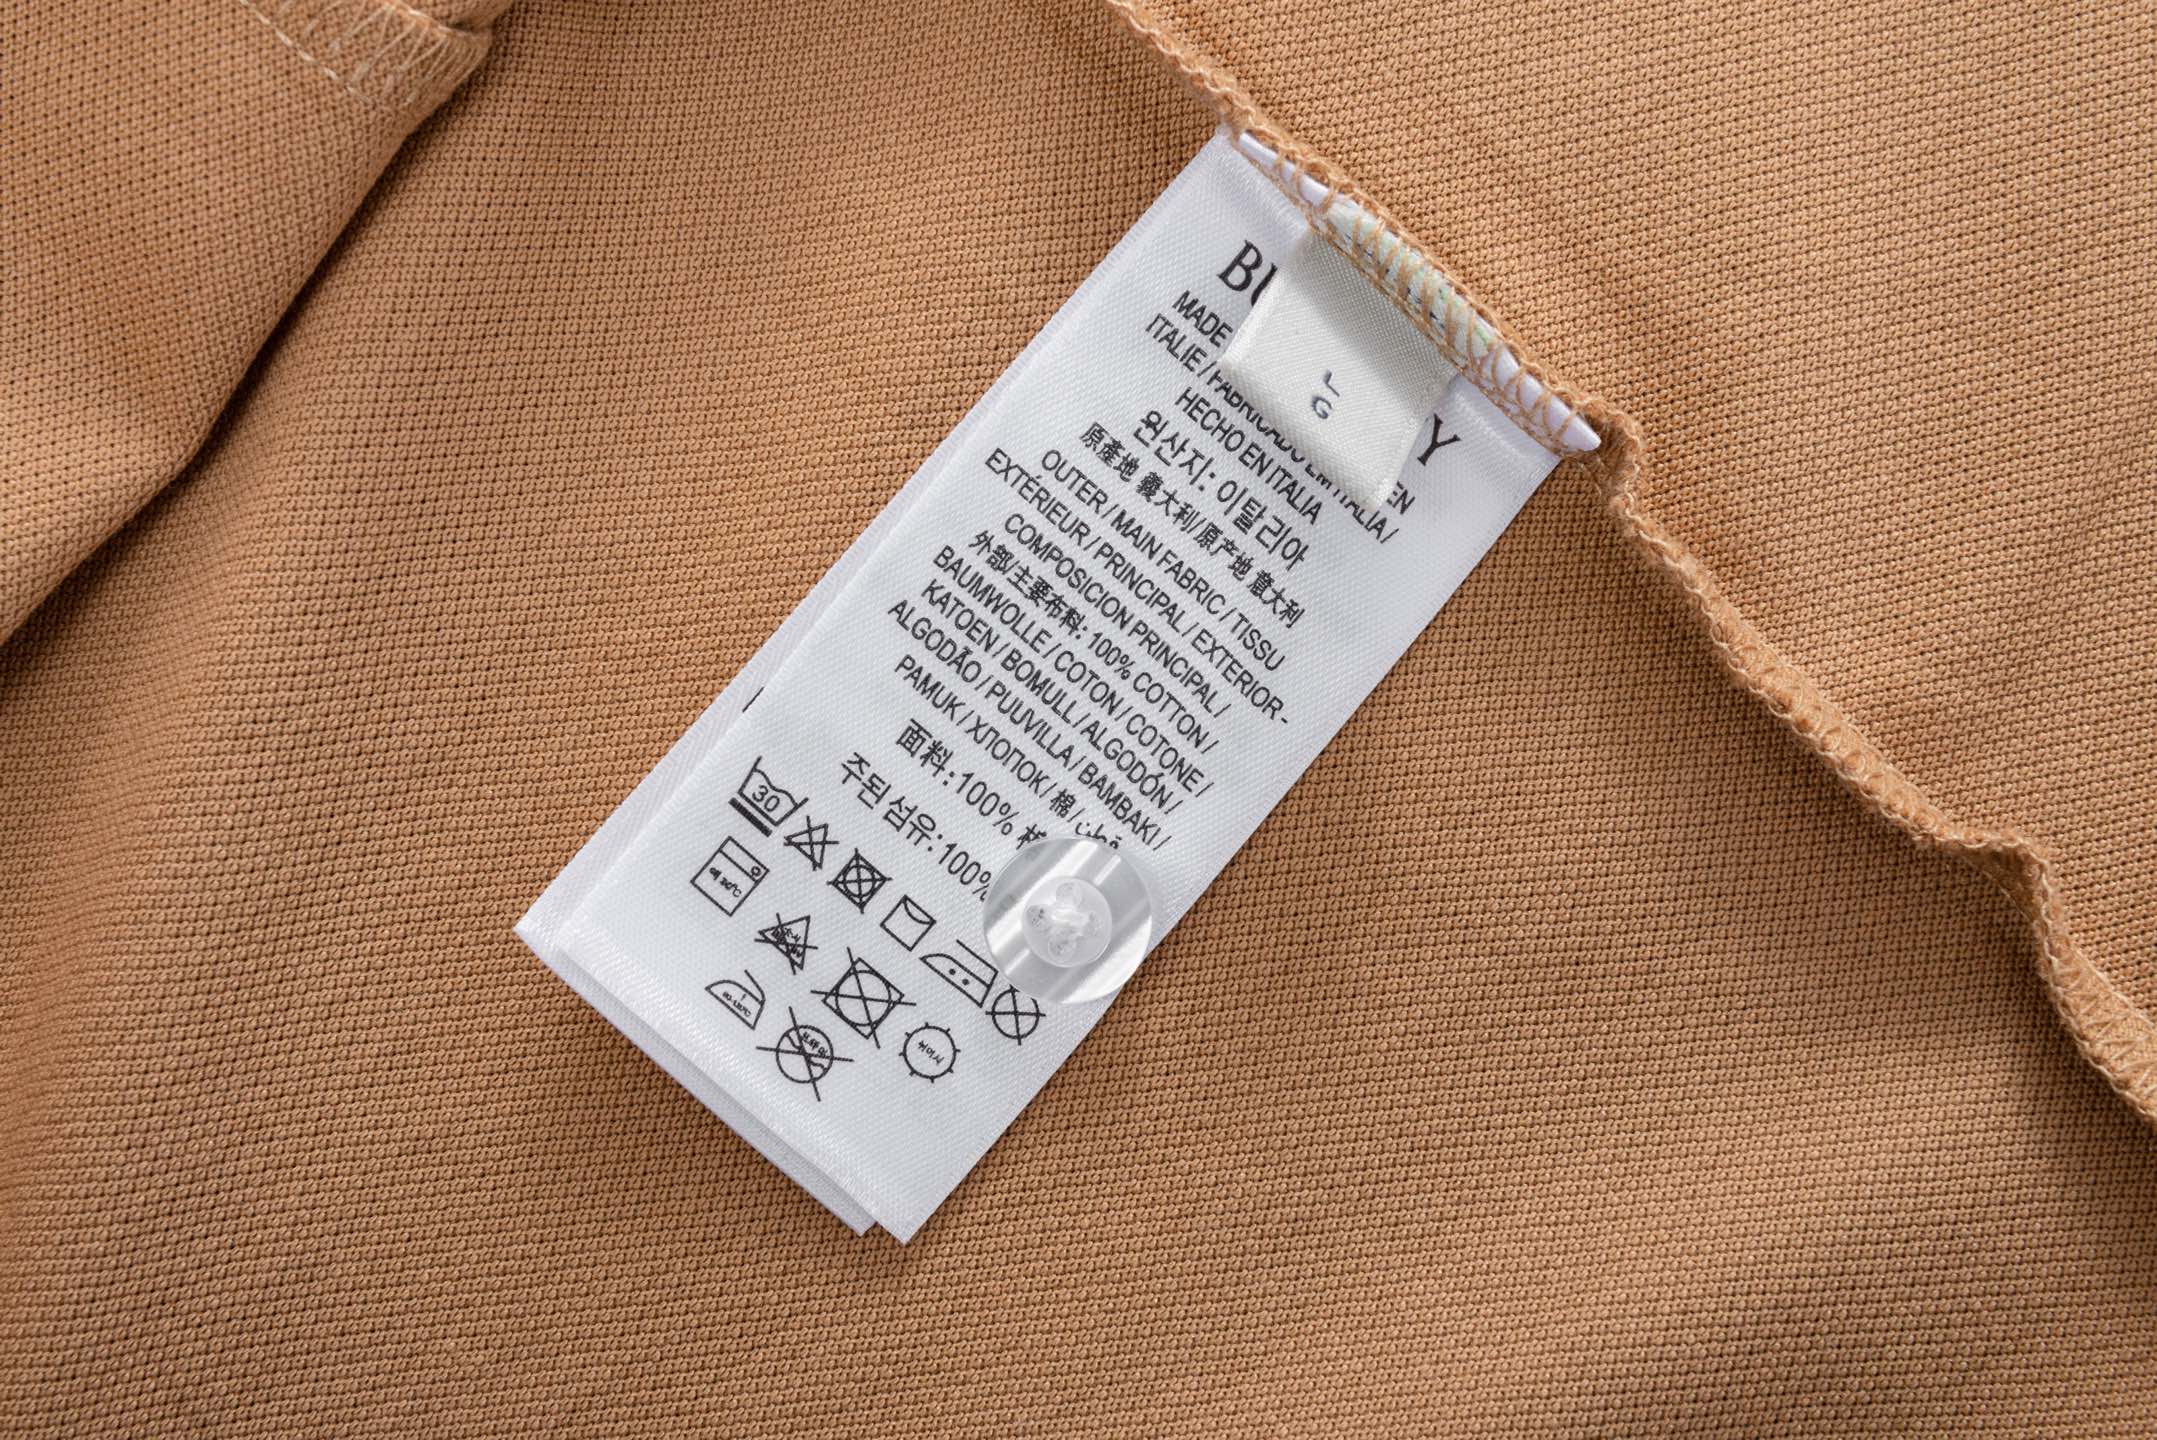 BU Y
MADE EN
ITALIE / FABRICADO EM ITALIA /
HECHO EN ITALIA
L
G
원산지: 이탈리아
原產地 義大利/原产地 意大利
OUTER / MAIN FABRIC / TISSU
EXTÉRIEUR / PRINCIPAL / EXTERIOR -
COMPOSICION PRINCIPAL /
外部/主要布料: 100% COTTON /
BAUMWOLLE / COTON / COTONE /
KATOEN / BOMULL / ALGODÓN /
ALGODÃO / PUUVILLA / BAMBAKI /
PAMUK / ХЛОПОК / 棉 /
面料: 100%
주된 섬유: 100%
30